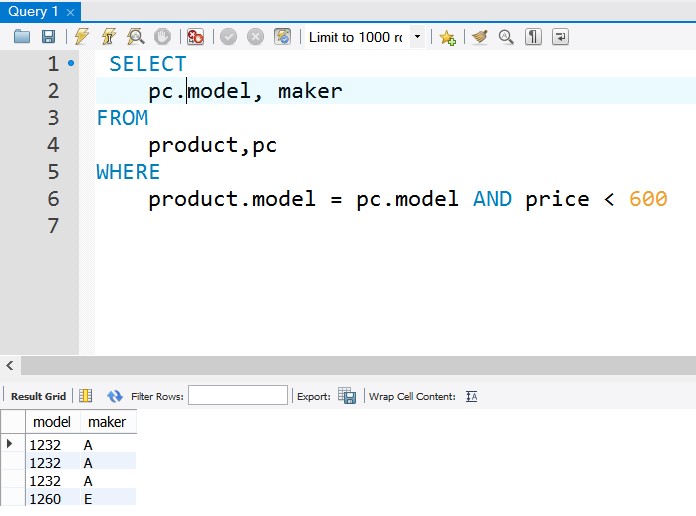 Query 1 ×
Limit to 1000 rc
1 SELECT
2 pc.model, maker
3 FROM
4 product,pc
5 WHERE
6 product.model = pc.model AND price < 600
7
Result Grid Filter Rows: Export: Wrap Cell Content:
model maker
1232 A
1232 A
1232 A
1260 E